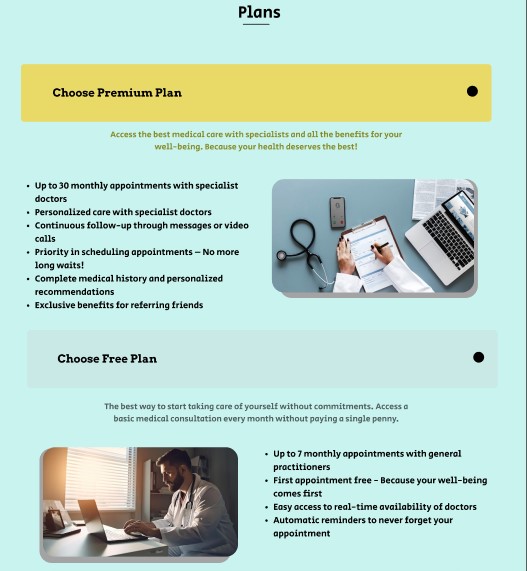 Plans
Choose Premium Plan
Access the best medical care with specialists and all the benefits for your
well-being. Because your health deserves the best!
• Up to 30 monthly appointments with specialist
doctors
• Personalized care with specialist doctors
• Continuous follow-up through messages or video
calls
• Priority in scheduling appointments – No more
long waits!
• Complete medical history and personalized
recommendations
• Exclusive benefits for referring friends
Choose Free Plan
The best way to start taking care of yourself without commitments. Access a
basic medical consultation every month without paying a single penny.
• Up to 7 monthly appointments with general
practitioners
• First appointment free - Because your well-being
comes first
• Easy access to real-time availability of doctors
• Automatic reminders to never forget your
appointment